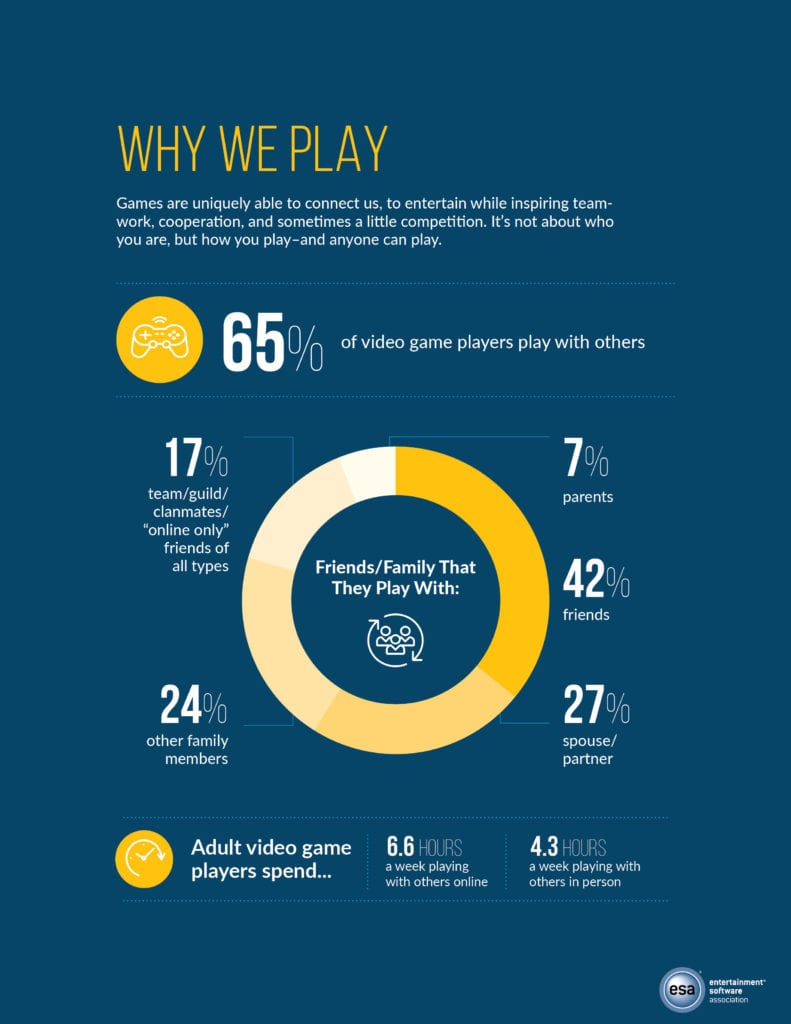 WHY WE PLAY
Games are uniquely able to connect us, to entertain while inspiring team-
work, cooperation, and sometimes a little competition. It’s not about who
you are, but how you play–and anyone can play.
65% of video game players play with others
17%
team/guild/
clanmates/
“online only”
friends of
all types
7%
parents
Friends/Family That
They Play With:
42%
friends
24%
other family
members
27%
spouse/
partner
Adult video game
players spend...
6.6 HOURS
a week playing
with others online
4.3 HOURS
a week playing with
others in person
esa
entertainment®
software
association